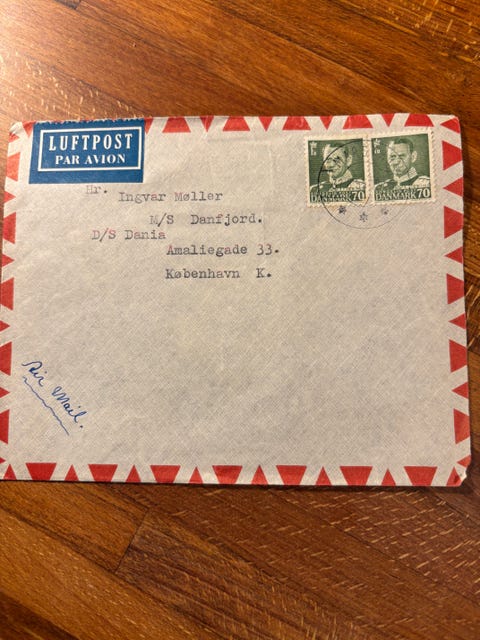 LUFTPOST
PAR AVION
Hr. Ingvar Møller
M/S Danfjord.
D/S Dania
Amaliegade 33.
København K.
Air Mail.
DANMARK 70
DANMARK 70